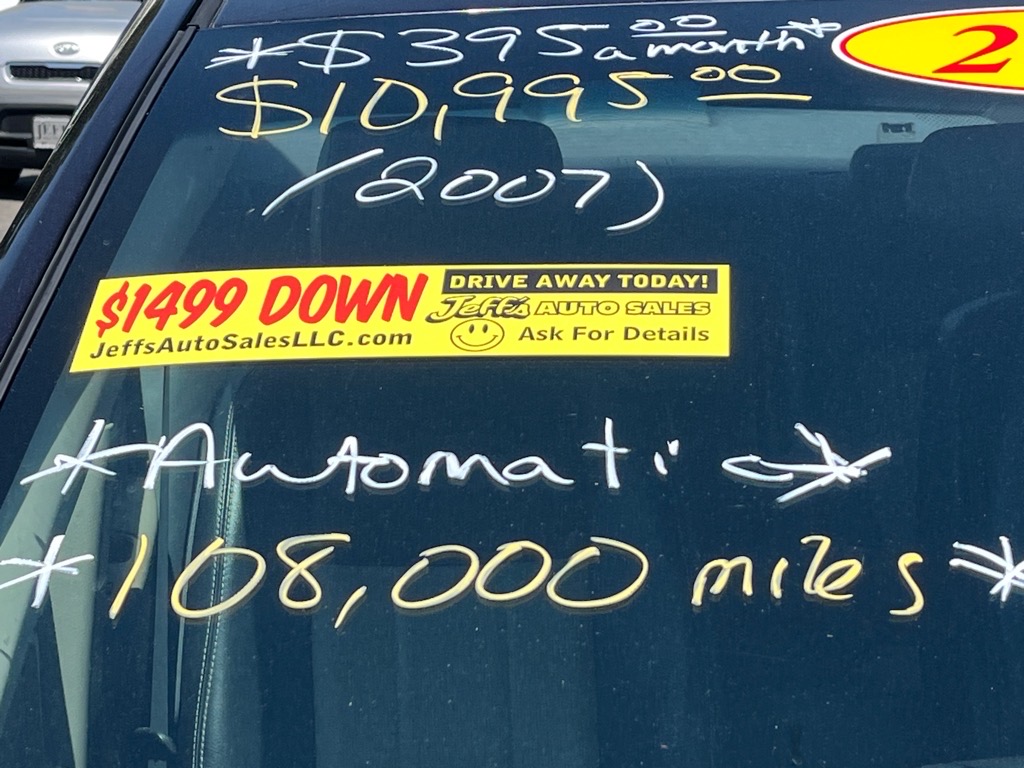 *$395.00 a month*
2
$10,995.00
(2007)
$1499 DOWN
JeffsAutoSalesLLC.com
DRIVE AWAY TODAY!
Jeff's AUTO SALES
Ask For Details
*Automatic*
*108,000 miles*